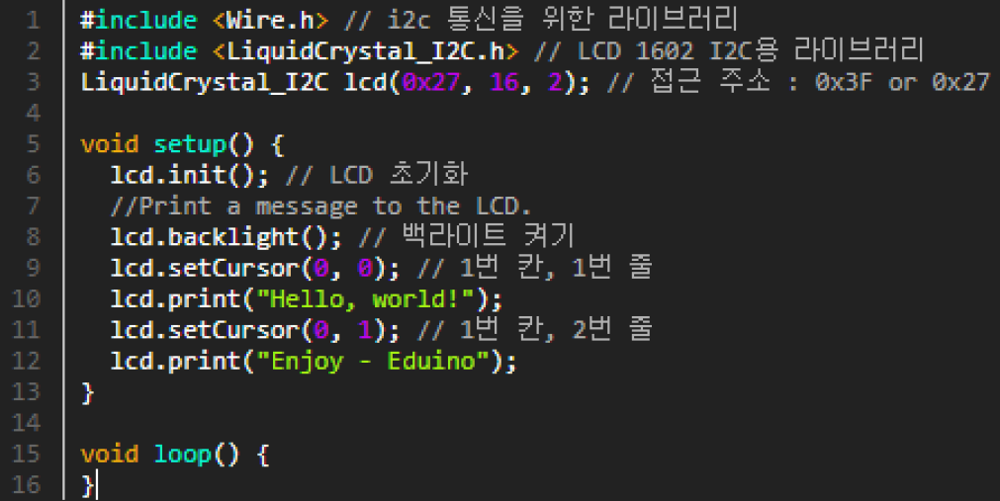 1 #include <Wire.h> // i2c 통신을 위한 라이브러리
2 #include <LiquidCrystal_I2C.h> // LCD 1602 I2C용 라이브러리
3 LiquidCrystal_I2C lcd(0x27, 16, 2); // 접근 주소 : 0x3F or 0x27
4
5 void setup() {
6   lcd.init(); // LCD 초기화
7   //Print a message to the LCD.
8   lcd.backlight(); // 백라이트 켜기
9   lcd.setCursor(0, 0); // 1번 칸, 1번 줄
10   lcd.print("Hello, world!");
11   lcd.setCursor(0, 1); // 1번 칸, 2번 줄
12   lcd.print("Enjoy - Eduino");
13 }
14
15 void loop() {
16 }